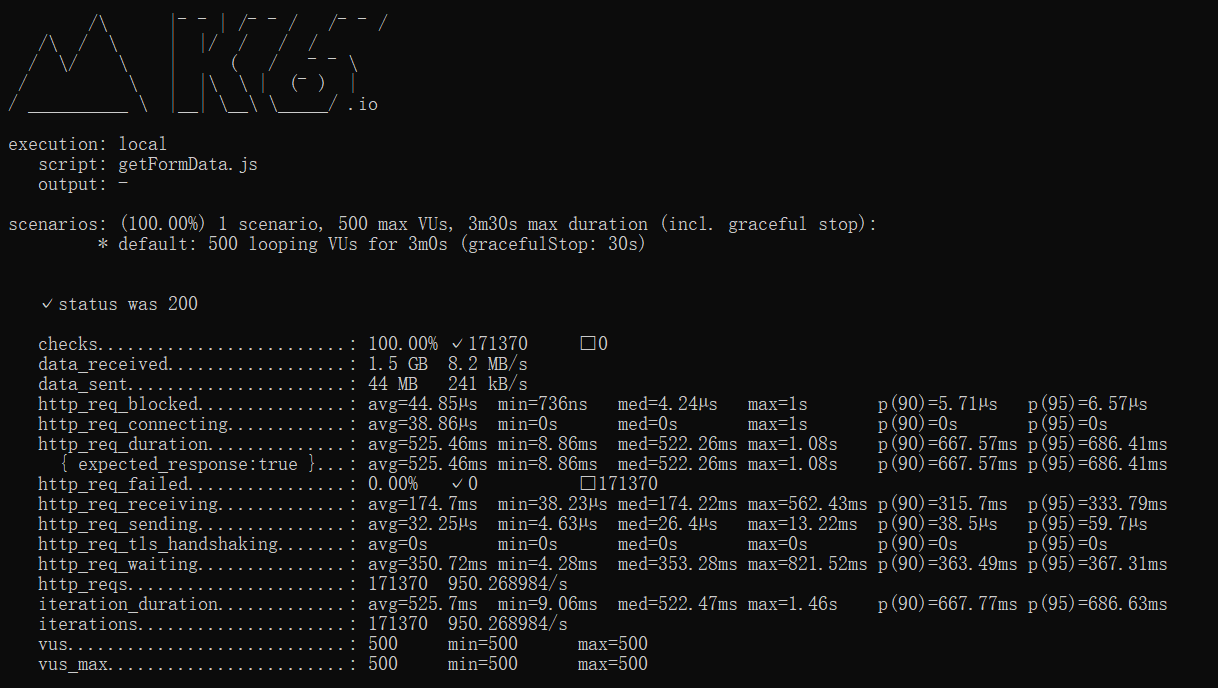 /\      |‾‾| /‾‾/   /‾‾/
     /\  /  \     |  |/  /   /  /
    /  \/    \    |     (   /   ‾‾\
   /          \   |  |\  \ |  (‾)  |
  / __________ \  |__| \__\ \_____/ .io
execution: local
script: getFormData.js
output: -
scenarios: (100.00%) 1 scenario, 500 max VUs, 3m30s max duration (incl. graceful stop):
* default: 500 looping VUs for 3m0s (gracefulStop: 30s)
✓ status was 200
checks.........................: 100.00% ✓ 171370 □ 0
data_received..................: 1.5 GB 8.2 MB/s
data_sent......................: 44 MB 241 kB/s
http_req_blocked...............: avg=44.85µs min=736ns med=4.24µs max=1s p(90)=5.71µs p(95)=6.57µs
http_req_connecting............: avg=38.86µs min=0s med=0s max=1s p(90)=0s p(95)=0s
http_req_duration..............: avg=525.46ms min=8.86ms med=522.26ms max=1.08s p(90)=667.57ms p(95)=686.41ms
{ expected_response:true }...: avg=525.46ms min=8.86ms med=522.26ms max=1.08s p(90)=667.57ms p(95)=686.41ms
http_req_failed................: 0.00% ✓ 0 □ 171370
http_req_receiving.............: avg=174.7ms min=38.23µs med=174.22ms max=562.43ms p(90)=315.7ms p(95)=333.79ms
http_req_sending...............: avg=32.25µs min=4.63µs med=26.4µs max=13.22ms p(90)=38.5µs p(95)=59.7µs
http_req_tls_handshaking.......: avg=0s min=0s med=0s max=0s p(90)=0s p(95)=0s
http_req_waiting...............: avg=350.72ms min=4.28ms med=353.28ms max=821.52ms p(90)=363.49ms p(95)=367.31ms
http_reqs......................: 171370 950.268984/s
iteration_duration.............: avg=525.7ms min=9.06ms med=522.47ms max=1.46s p(90)=667.77ms p(95)=686.63ms
iterations.....................: 171370 950.268984/s
vus............................: 500 min=500 max=500
vus_max........................: 500 min=500 max=500